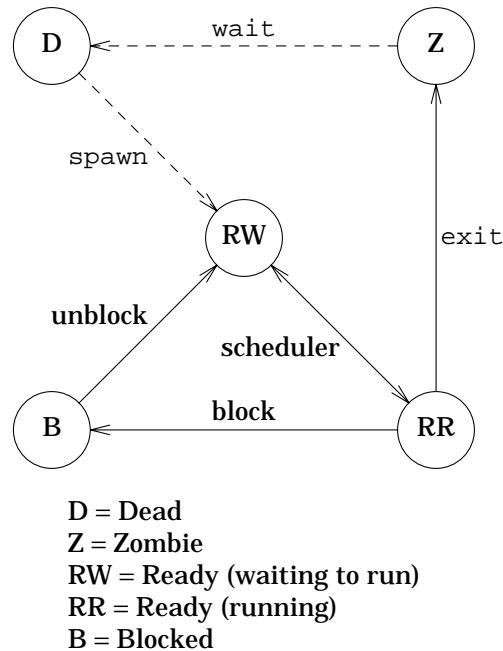 wait
D
Z
spawn
RW
exit
unblock
scheduler
block
B
RR
D = Dead
Z = Zombie
RW = Ready (waiting to run)
RR = Ready (running)
B = Blocked